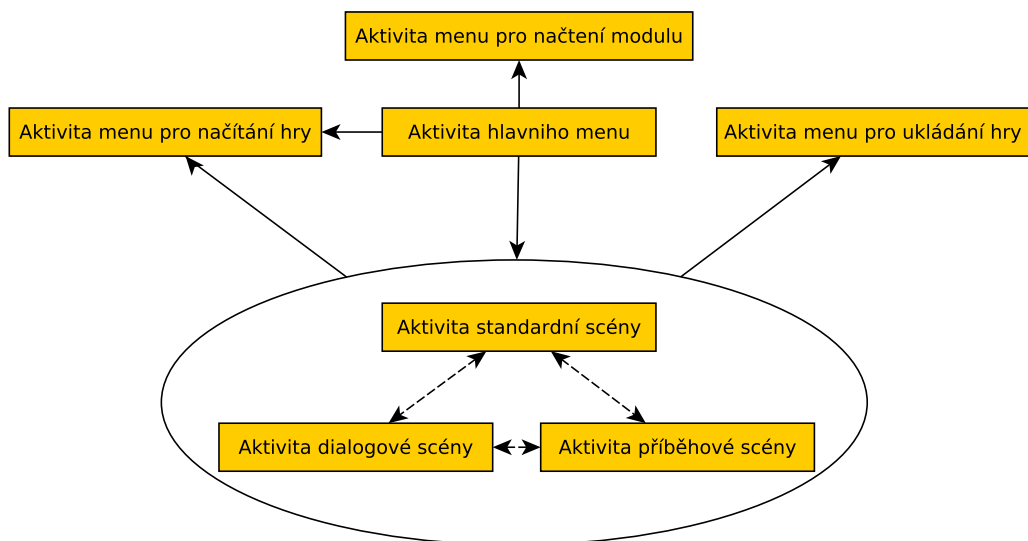 Aktivita menu pro načtení modulu
Aktivita menu pro načítání hry
Aktivita hlavniho menu
Aktivita menu pro ukládání hry
Aktivita standardní scény
Aktivita dialogové scény
Aktivita příběhové scény